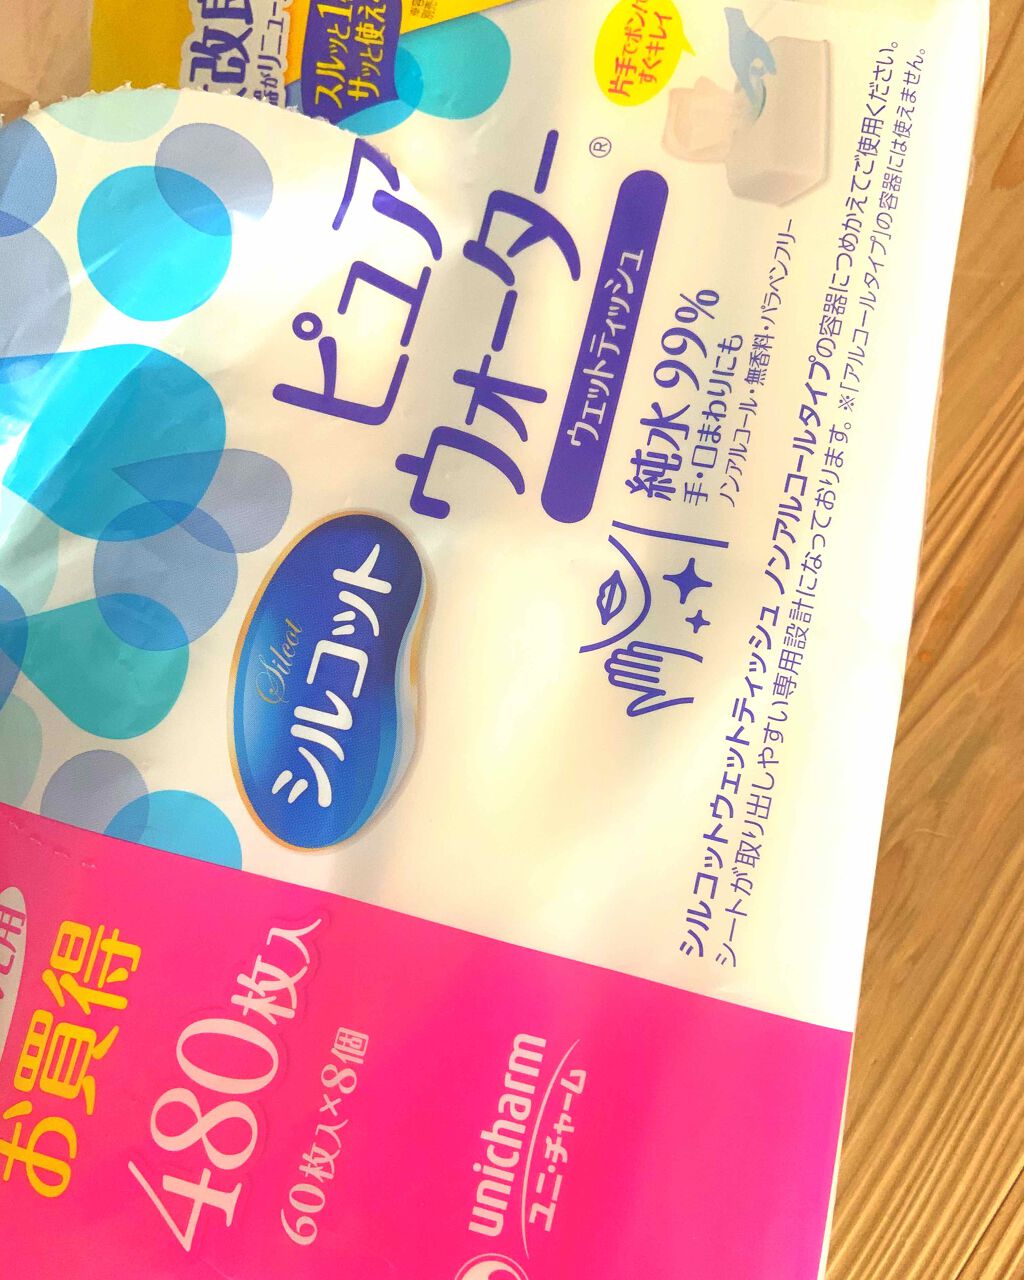 改良
スルッと1
サッと使え
片手でポン!
すぐキレイ
Silcot
シルコット
ピュア
ウォーター®
ウェットティッシュ
純水99%
手・口まわりにも
ノンアルコール・無香料・パラベンフリー
シルコットウェットティッシュ ノンアルコールタイプの容器につめかえてご使用ください。
シートが取り出しやすい専用設計になっております。※「アルコールタイプ」の容器には使えません。
お買得
480枚入
60枚入×8個
unicharm
ユニ・チャーム